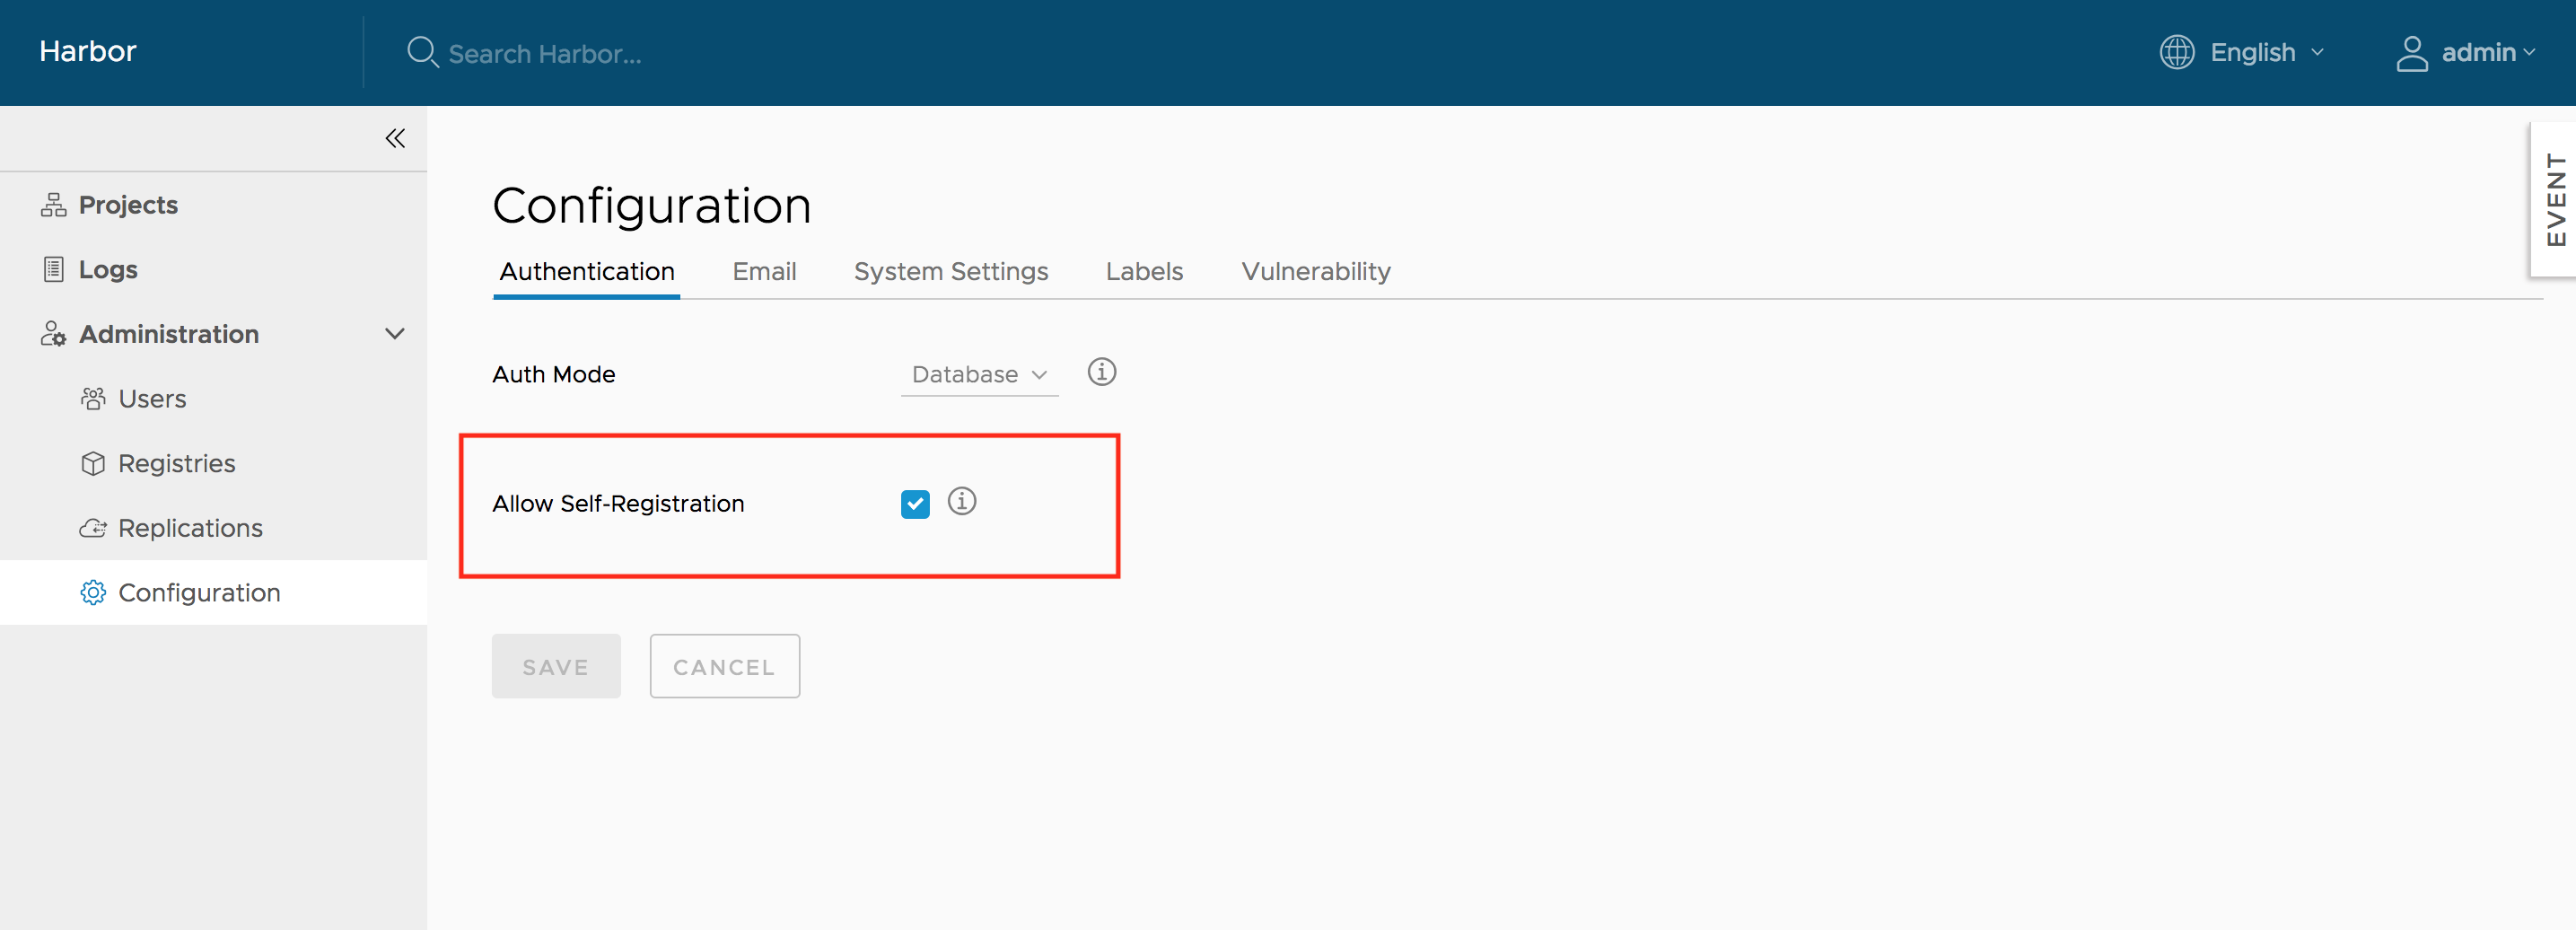 Harbor
Search Harbor...
English
admin
EVENT
Projects
Logs
Administration
Users
Registries
Replications
Configuration
Configuration
Authentication Email System Settings Labels Vulnerability
Auth Mode Database
Allow Self-Registration
SAVE CANCEL